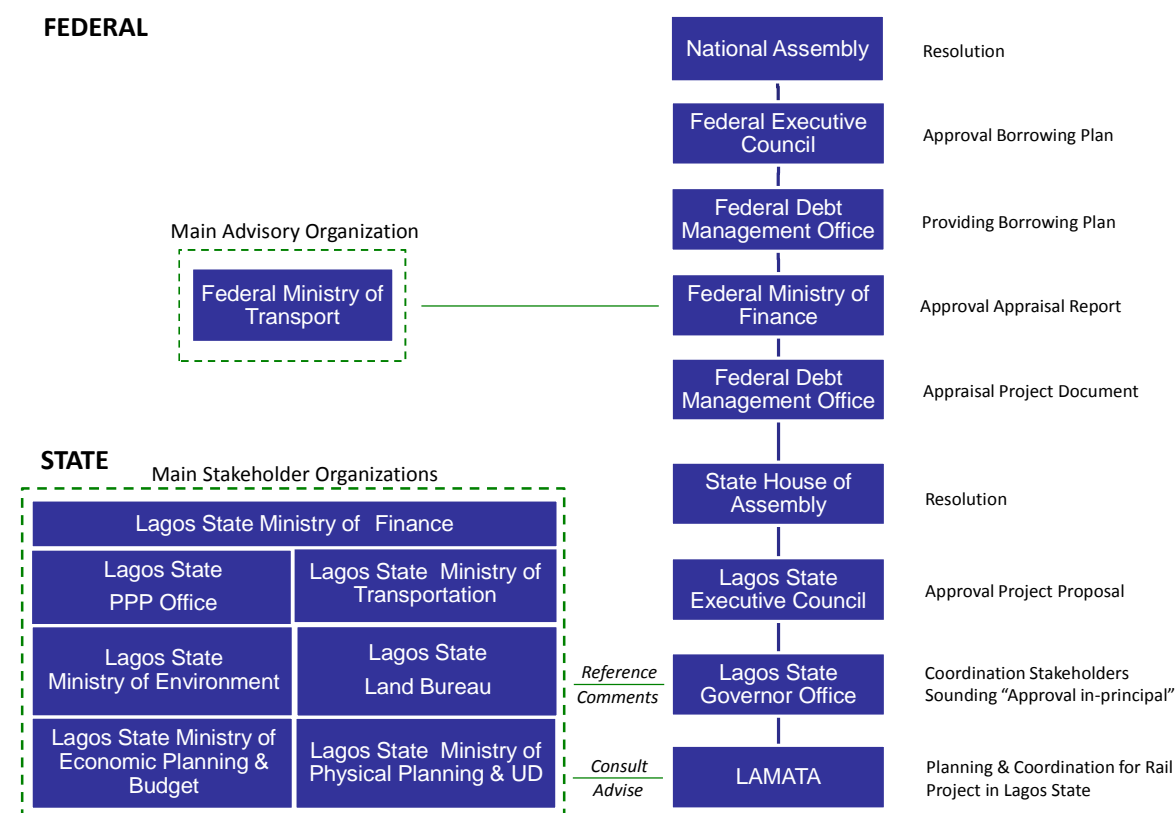 FEDERAL
National Assembly
Resolution
Federal Executive
Council
Approval Borrowing Plan
Federal Debt
Management Office
Providing Borrowing Plan
Main Advisory Organization
Federal Ministry of
Transport
Federal Ministry of
Finance
Approval Appraisal Report
Federal Debt
Management Office
Appraisal Project Document
STATE
Main Stakeholder Organizations
State House of
Assembly
Resolution
Lagos State Ministry of Finance
Lagos State
PPP Office
Lagos State Ministry of
Transportation
Lagos State
Executive Council
Approval Project Proposal
Lagos State
Ministry of Environment
Lagos State
Land Bureau
Reference
Comments
Lagos State
Governor Office
Coordination Stakeholders
Sounding “Approval in-principal”
Lagos State Ministry of
Economic Planning &
Budget
Lagos State Ministry of
Physical Planning & UD
Consult
Advise
LAMATA
Planning & Coordination for Rail
Project in Lagos State